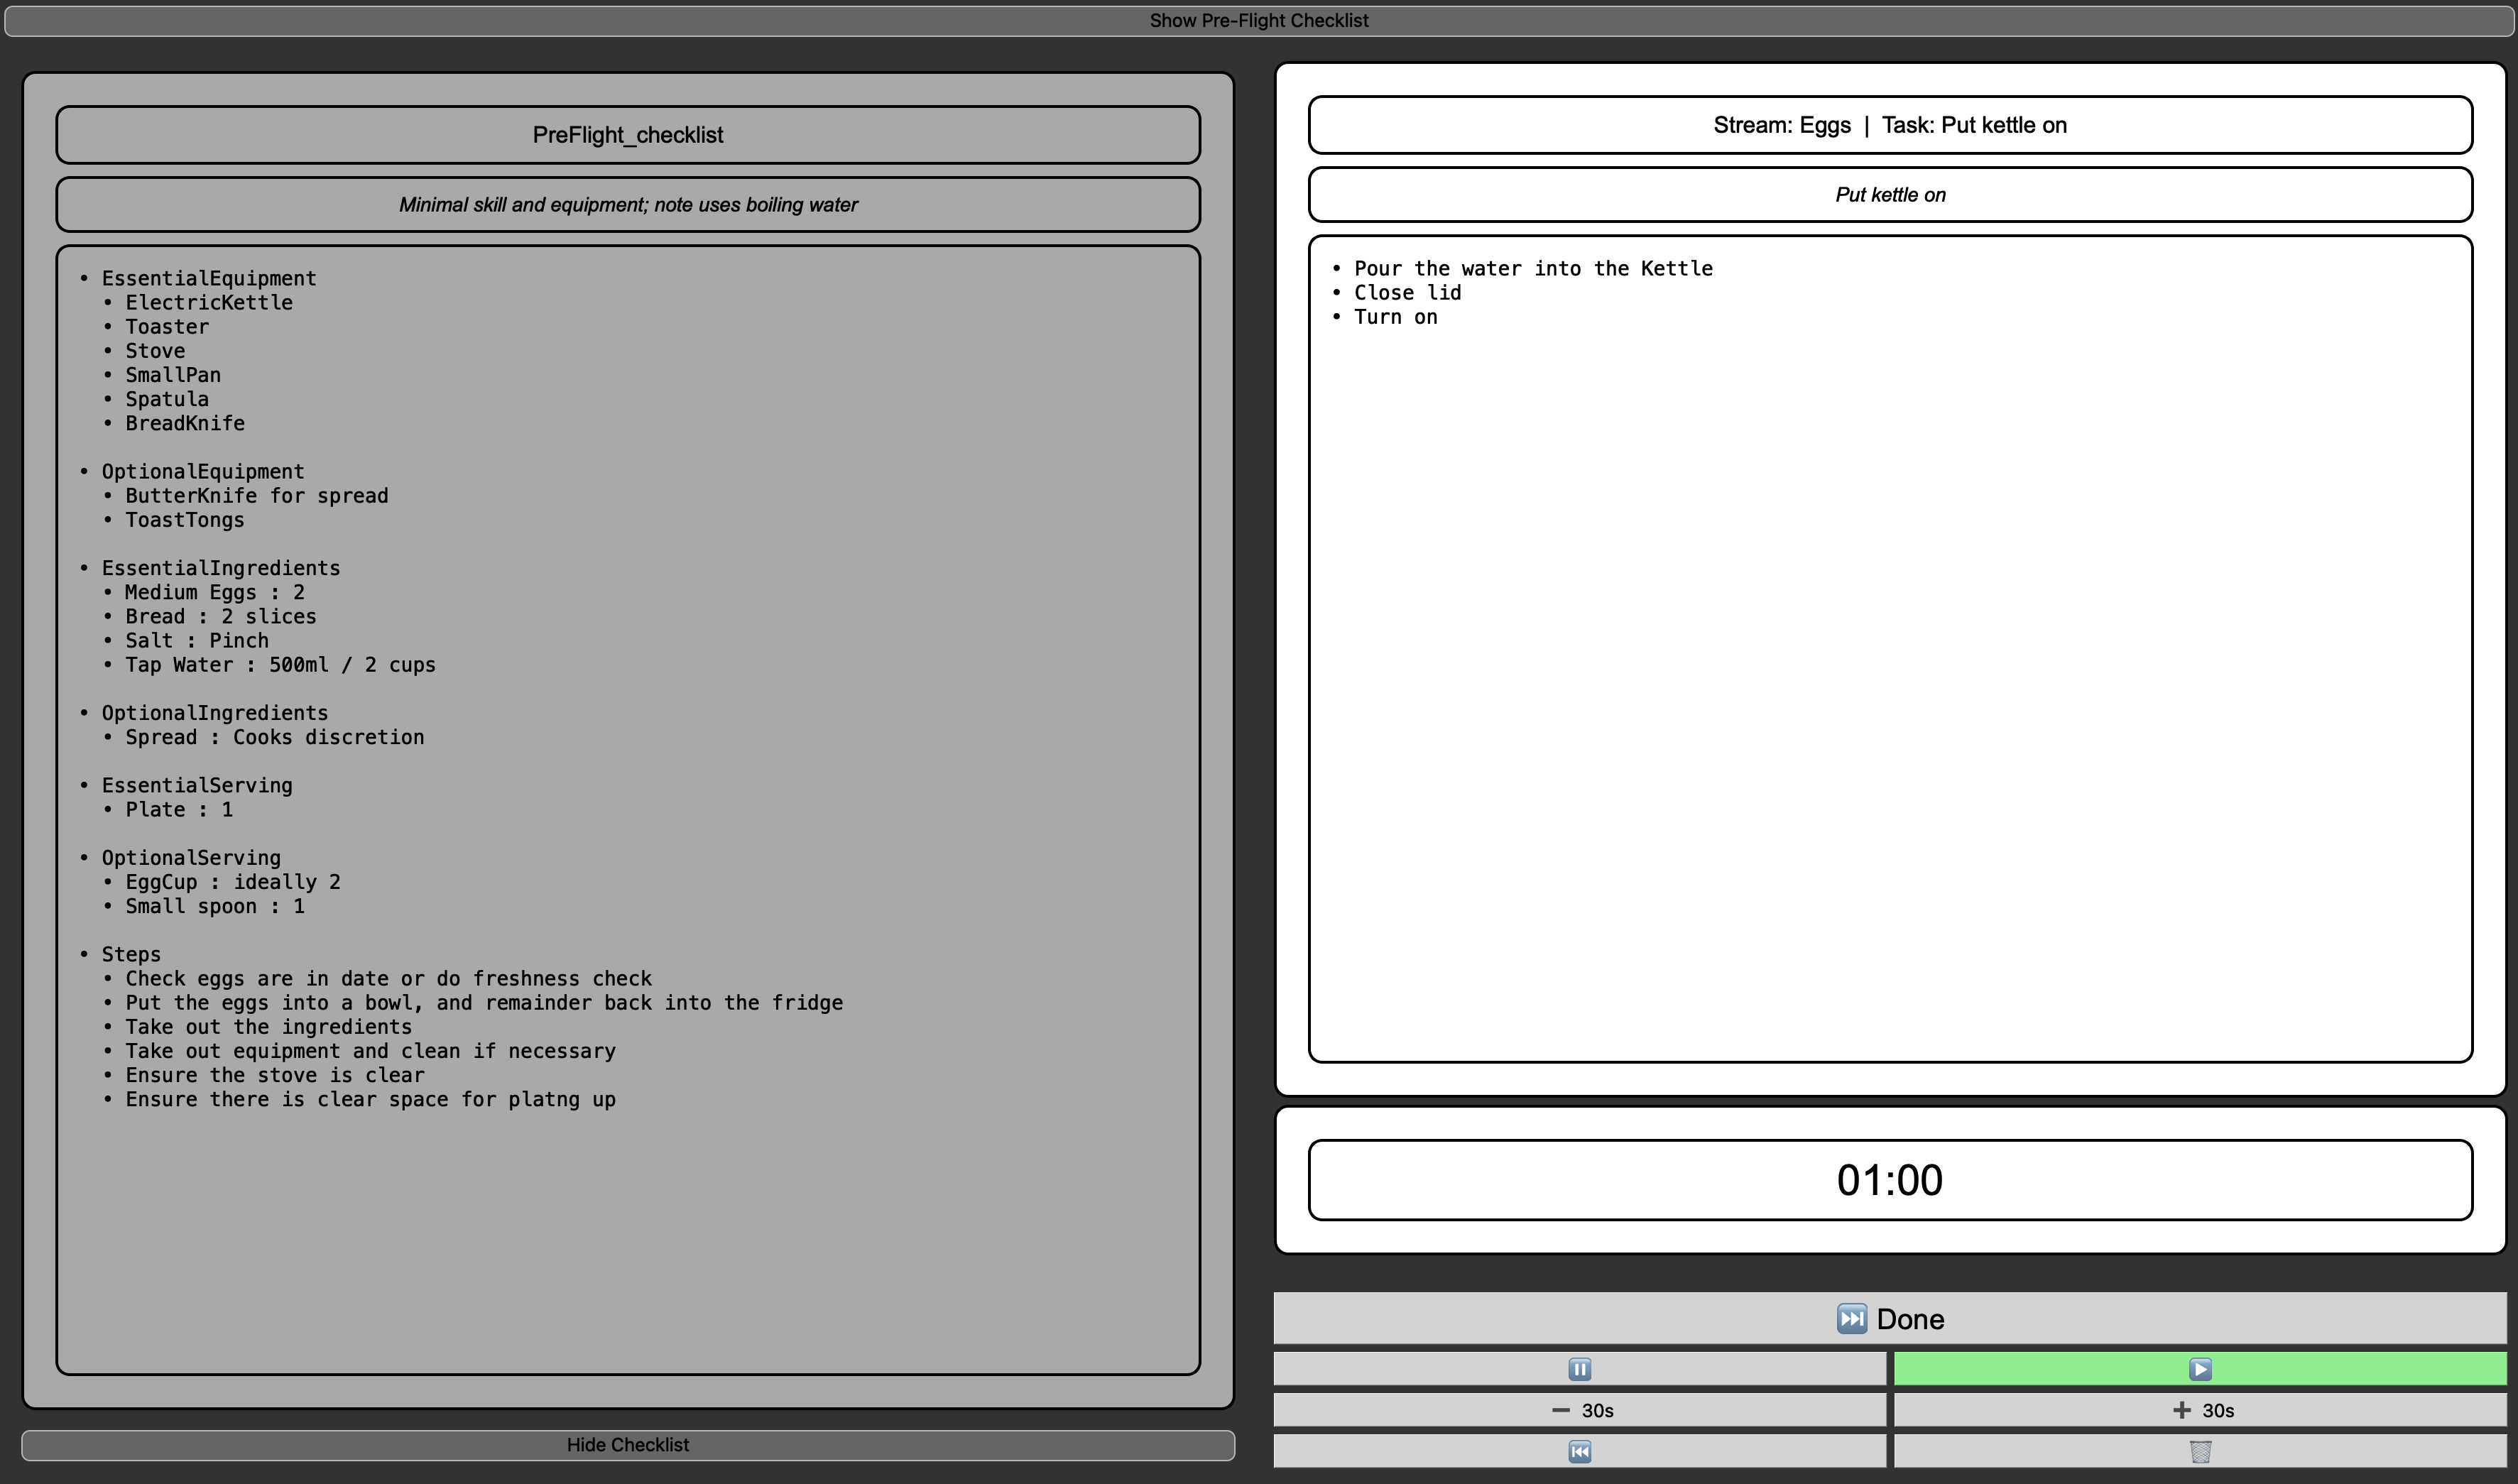 Show Pre-Flight Checklist
PreFlight_checklist
Minimal skill and equipment; note uses boiling water
• EssentialEquipment
• ElectricKettle
• Toaster
• Stove
• SmallPan
• Spatula
• BreadKnife
• OptionalEquipment
• ButterKnife for spread
• ToastTongs
• EssentialIngredients
• Medium Eggs : 2
• Bread : 2 slices
• Salt : Pinch
• Tap Water : 500ml / 2 cups
• OptionalIngredients
• Spread : Cooks discretion
• EssentialServing
• Plate : 1
• OptionalServing
• EggCup : ideally 2
• Small spoon : 1
• Steps
• Check eggs are in date or do freshness check
• Put the eggs into a bowl, and remainder back into the fridge
• Take out the ingredients
• Take out equipment and clean if necessary
• Ensure the stove is clear
• Ensure there is clear space for platng up
Hide Checklist
Stream: Eggs | Task: Put kettle on
Put kettle on
• Pour the water into the Kettle
• Close lid
• Turn on
01:00
⏭️ Done
⏸️ ▶️
➖ 30s ➕ 30s
⏮️ 🗑️